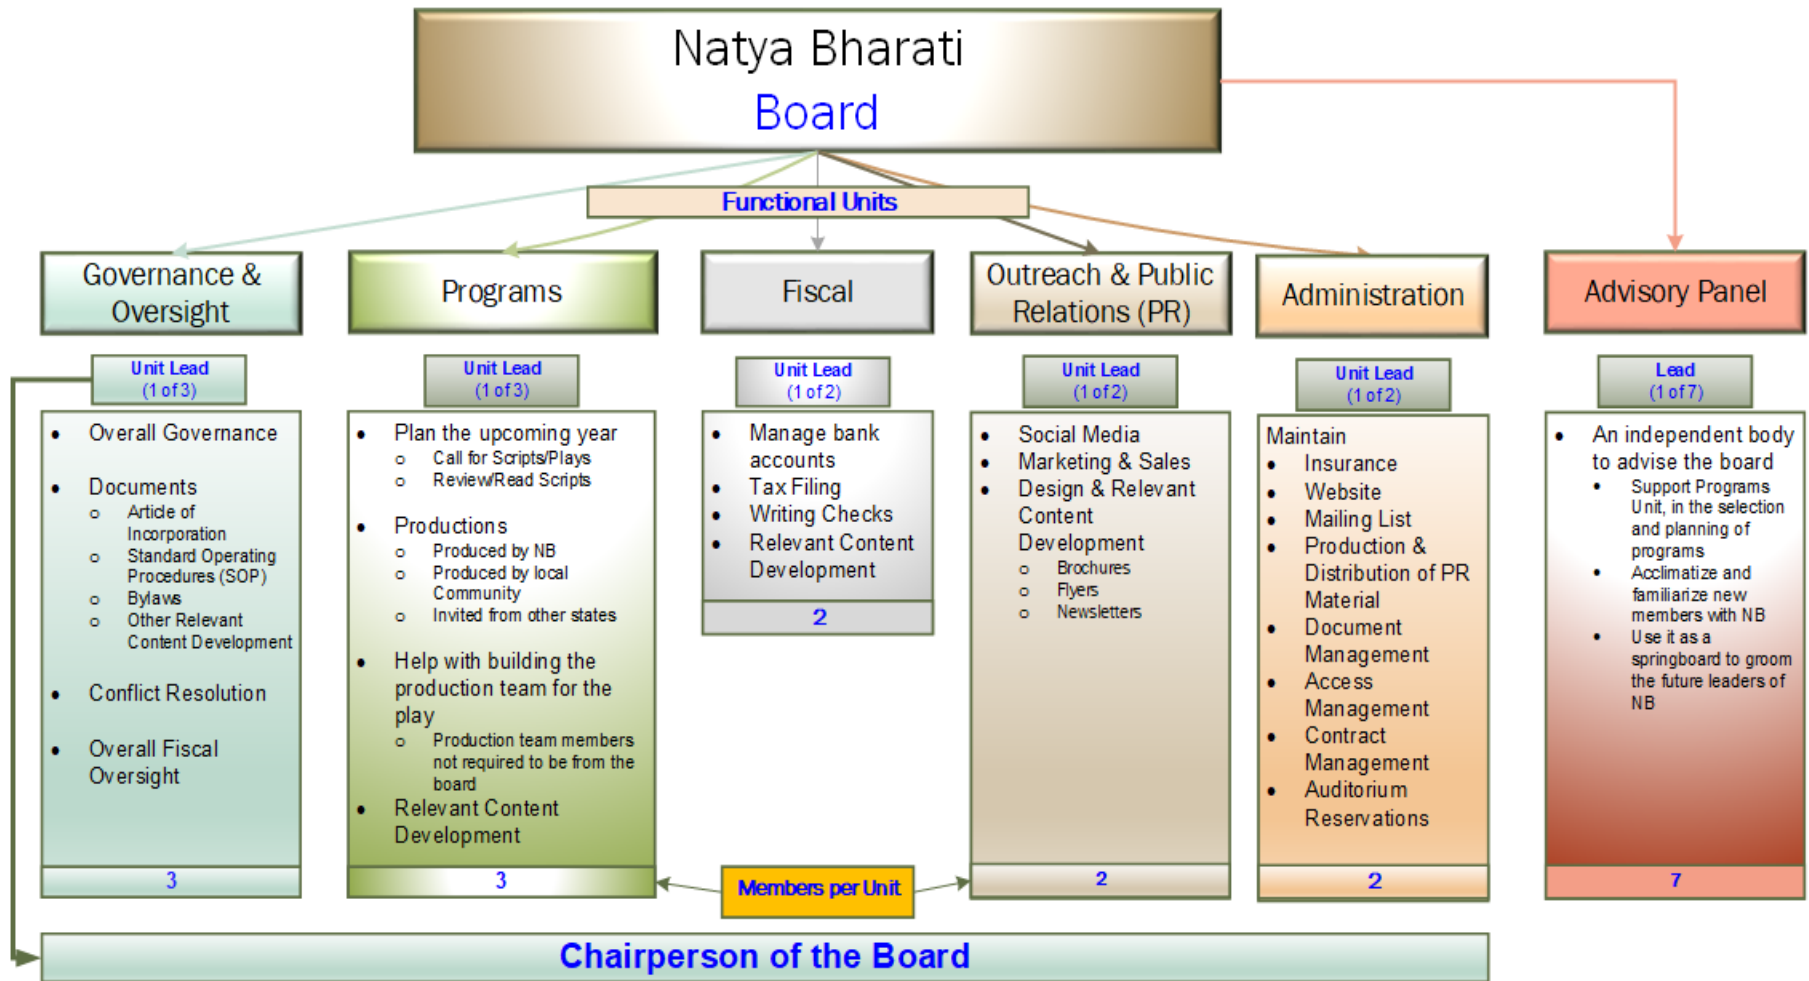 Natya Bharati
Board
Functional Units
Governance &
Oversight
Unit Lead
(1 of 3)
• Overall Governance
• Documents
o Article of
Incorporation
o Standard Operating
Procedures (SOP)
o Bylaws
o Other Relevant
Content Development
• Conflict Resolution
• Overall Fiscal
Oversight
3
Programs
Unit Lead
(1 of 3)
• Plan the upcoming year
o Call for Scripts/Plays
o Review/Read Scripts
• Productions
o Produced by NB
o Produced by local
Community
o Invited from other states
• Help with building the
production team for the
play
o Production team members
not required to be from the
board
• Relevant Content
Development
3
Fiscal
Unit Lead
(1 of 2)
• Manage bank
accounts
• Tax Filing
• Writing Checks
• Relevant Content
Development
2
Outreach & Public
Relations (PR)
Unit Lead
(1 of 2)
• Social Media
• Marketing & Sales
• Design & Relevant
Content
Development
o Brochures
o Flyers
o Newsletters
2
Administration
Unit Lead
(1 of 2)
Maintain
• Insurance
• Website
• Mailing List
• Production &
Distribution of PR
Material
• Document
Management
• Access
Management
• Contract
Management
• Auditorium
Reservations
2
Advisory Panel
Lead
(1 of 7)
• An independent body
to advise the board
• Support Programs
Unit, in the selection
and planning of
programs
• Acclimatize and
familiarize new
members with NB
• Use it as a
springboard to groom
the future leaders of
NB
7
Members per Unit
Chairperson of the Board